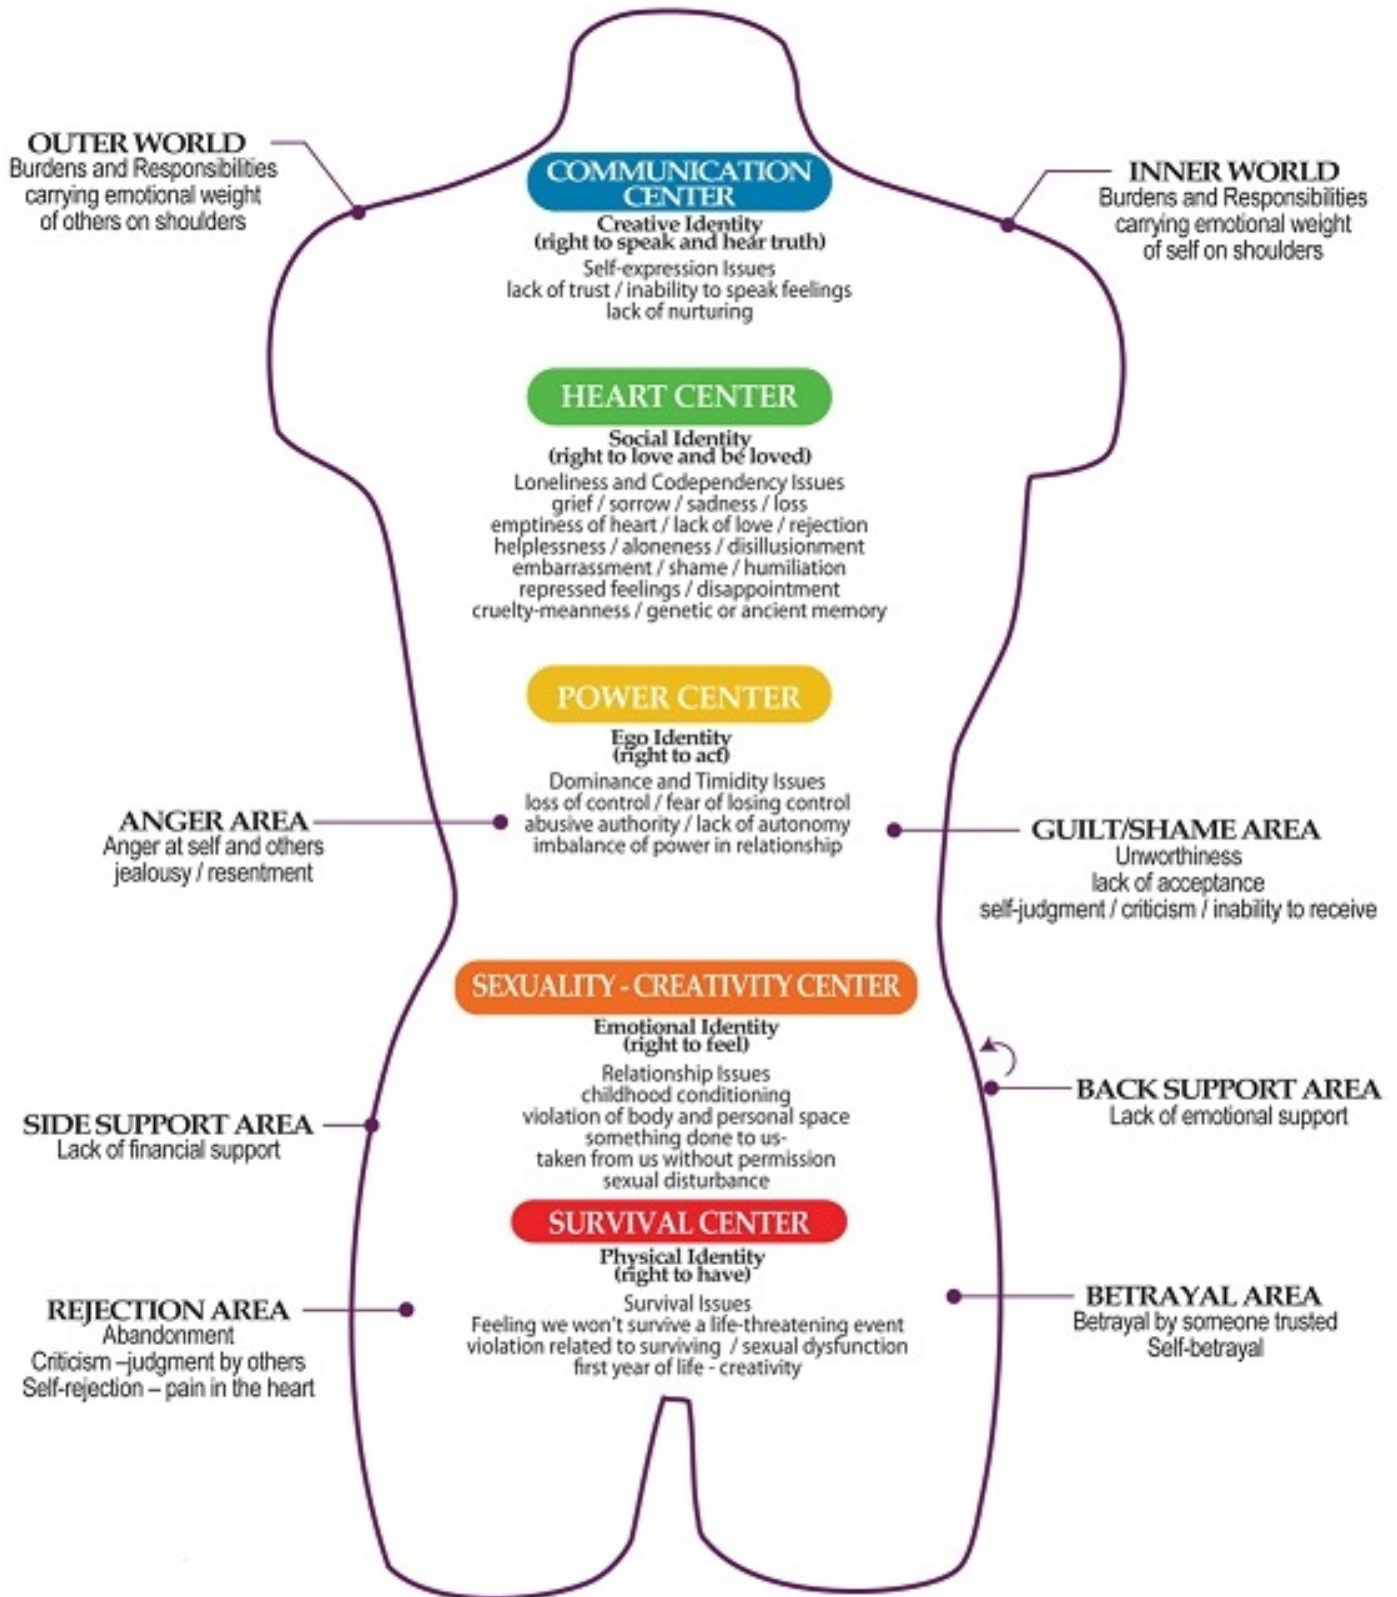 OUTER WORLD
Burdens and Responsibilities
carrying emotional weight
of others on shoulders
COMMUNICATION
CENTER
Creative Identity
(right to speak and hear truth)
Self-expression Issues
lack of trust / inability to speak feelings
lack of nurturing
INNER WORLD
Burdens and Responsibilities
carrying emotional weight
of self on shoulders
HEART CENTER
Social Identity
(right to love and be loved)
Loneliness and Codependency Issues
grief / sorrow / sadness / loss
emptiness of heart / lack of love / rejection
helplessness / aloneness / disillusionment
embarrassment / shame / humiliation
repressed feelings / disappointment
cruelty-meanness / genetic or ancient memory
POWER CENTER
Ego Identity
(right to act)
Dominance and Timidity Issues
loss of control / fear of losing control
abusive authority / lack of autonomy
imbalance of power in relationship
ANGER AREA
Anger at self and others
jealousy / resentment
GUILT/SHAME AREA
Unworthiness
lack of acceptance
self-judgment / criticism / inability to receive
SEXUALITY - CREATIVITY CENTER
Emotional Identity
(right to feel)
Relationship Issues
childhood conditioning
violation of body and personal space
something done to us-
taken from us without permission
sexual disturbance
SIDE SUPPORT AREA
Lack of financial support
BACK SUPPORT AREA
Lack of emotional support
SURVIVAL CENTER
Physical Identity
(right to have)
Survival Issues
Feeling we won't survive a life-threatening event
violation related to surviving / sexual dysfunction
first year of life - creativity
REJECTION AREA
Abandonment
Criticism –judgment by others
Self-rejection – pain in the heart
BETRAYAL AREA
Betrayal by someone trusted
Self-betrayal